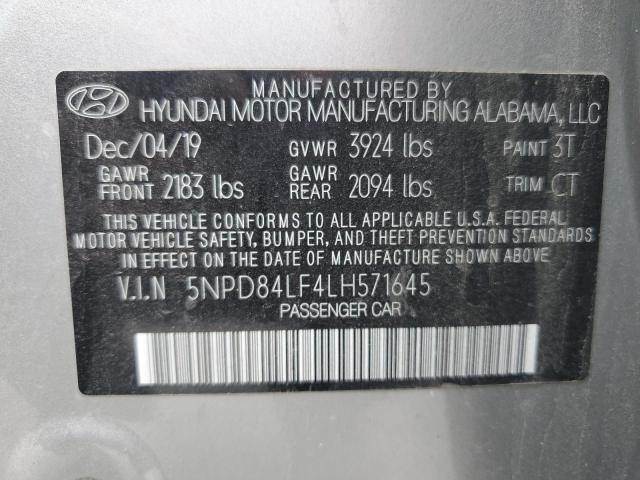 MANUFACTURED BY
HYUNDAI MOTOR MANUFACTURING ALABAMA, LLC
Dec/04/19 GVWR 3924 lbs PAINT 3T
GAWR FRONT 2183 lbs GAWR REAR 2094 lbs TRIM CT
THIS VEHICLE CONFORMS TO ALL APPLICABLE U.S.A. FEDERAL
MOTOR VEHICLE SAFETY, BUMPER, AND THEFT PREVENTION STANDARDS
IN EFFECT ON THE DATE OF MANUFACTURE SHOWN ABOVE
V.I.N 5NPD84LF4LH571645
PASSENGER CAR